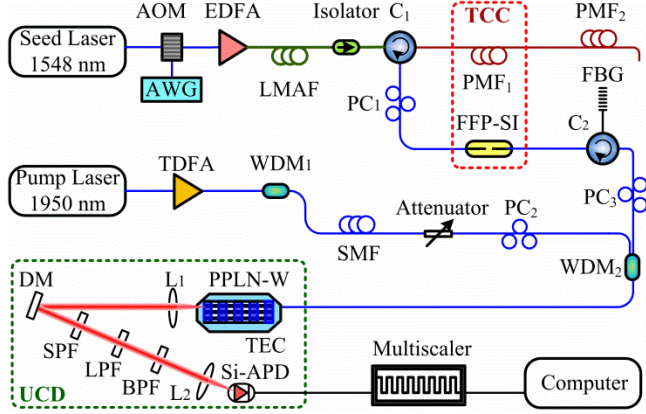 AOM EDFA Isolator C1 TCC PMF2
Seed Laser
1548 nm
AWG LMAF PMF1 FBG
PC1 FFP-SI C2
TDFA WDM1
Pump Laser
1950 nm
PC3
Attenuator PC2
SMF
WDM2
DM L1 PPLN-W
TEC
SPF Si-APD Multiscaler
LPF
BPF
L2
UCD
Computer